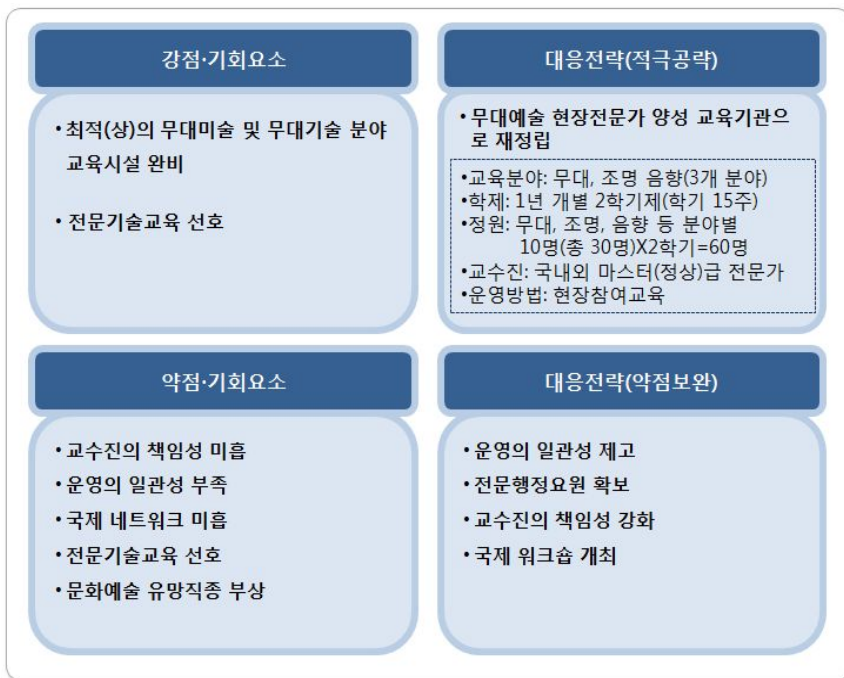 강점·기회요소
• 최적(상)의 무대미술 및 무대기술 분야
교육시설 완비
• 전문기술교육 선호
대응전략(적극공략)
• 무대예술 현장전문가 양성 교육기관으
로 재정립
•교육분야: 무대, 조명 음향(3개 분야)
•학제: 1년 개별 2학기제(학기 15주)
•정원: 무대, 조명, 음향 등 분야별
10명(총 30명)X2학기=60명
•교수진: 국내외 마스터(정상)급 전문가
•운영방법: 현장참여교육
약점·기회요소
• 교수진의 책임성 미흡
• 운영의 일관성 부족
• 국제 네트워크 미흡
• 전문기술교육 선호
• 문화예술 유망직종 부상
대응전략(약점보완)
• 운영의 일관성 제고
• 전문행정요원 확보
• 교수진의 책임성 강화
• 국제 워크숍 개최